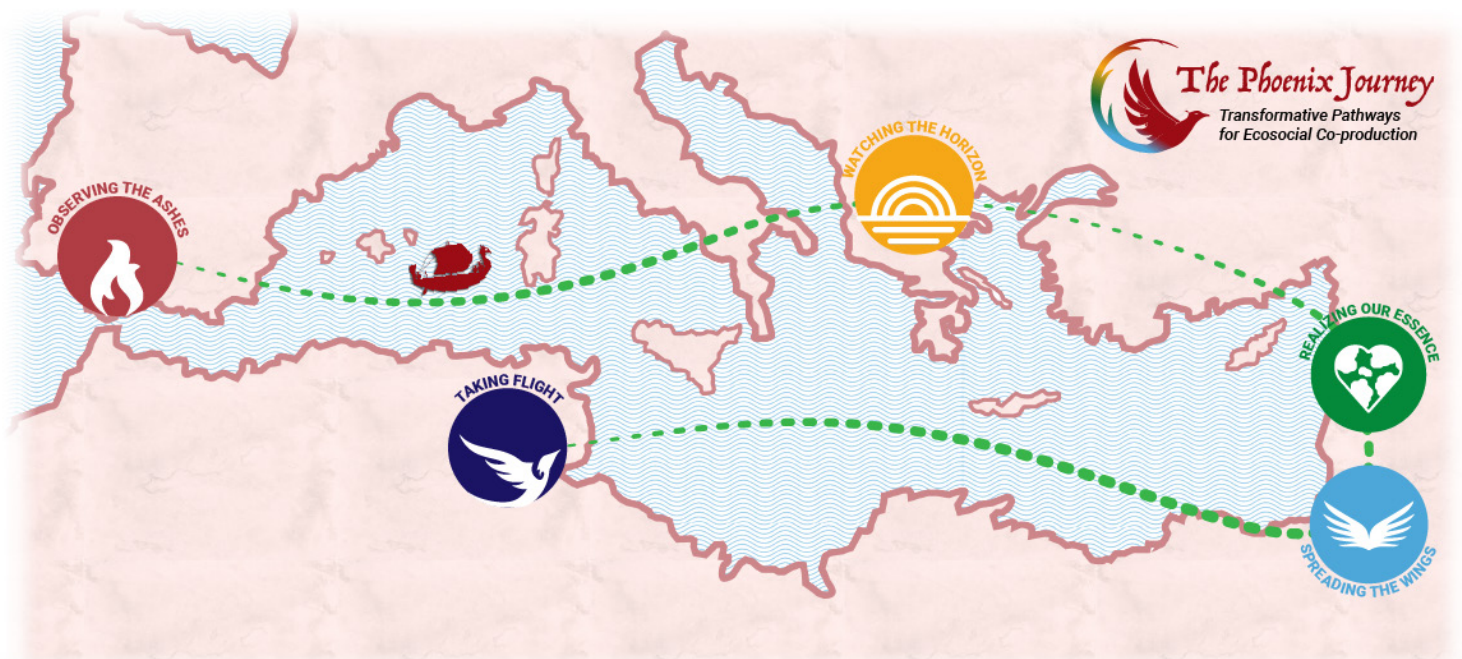 The Phoenix Journey
Transformative Pathways
for Ecosocial Co-production
OBSERVING THE ASHES
WATCHING THE HORIZON
REALIZING OUR ESSENCE
TAKING FLIGHT
SPREADING THE WINGS